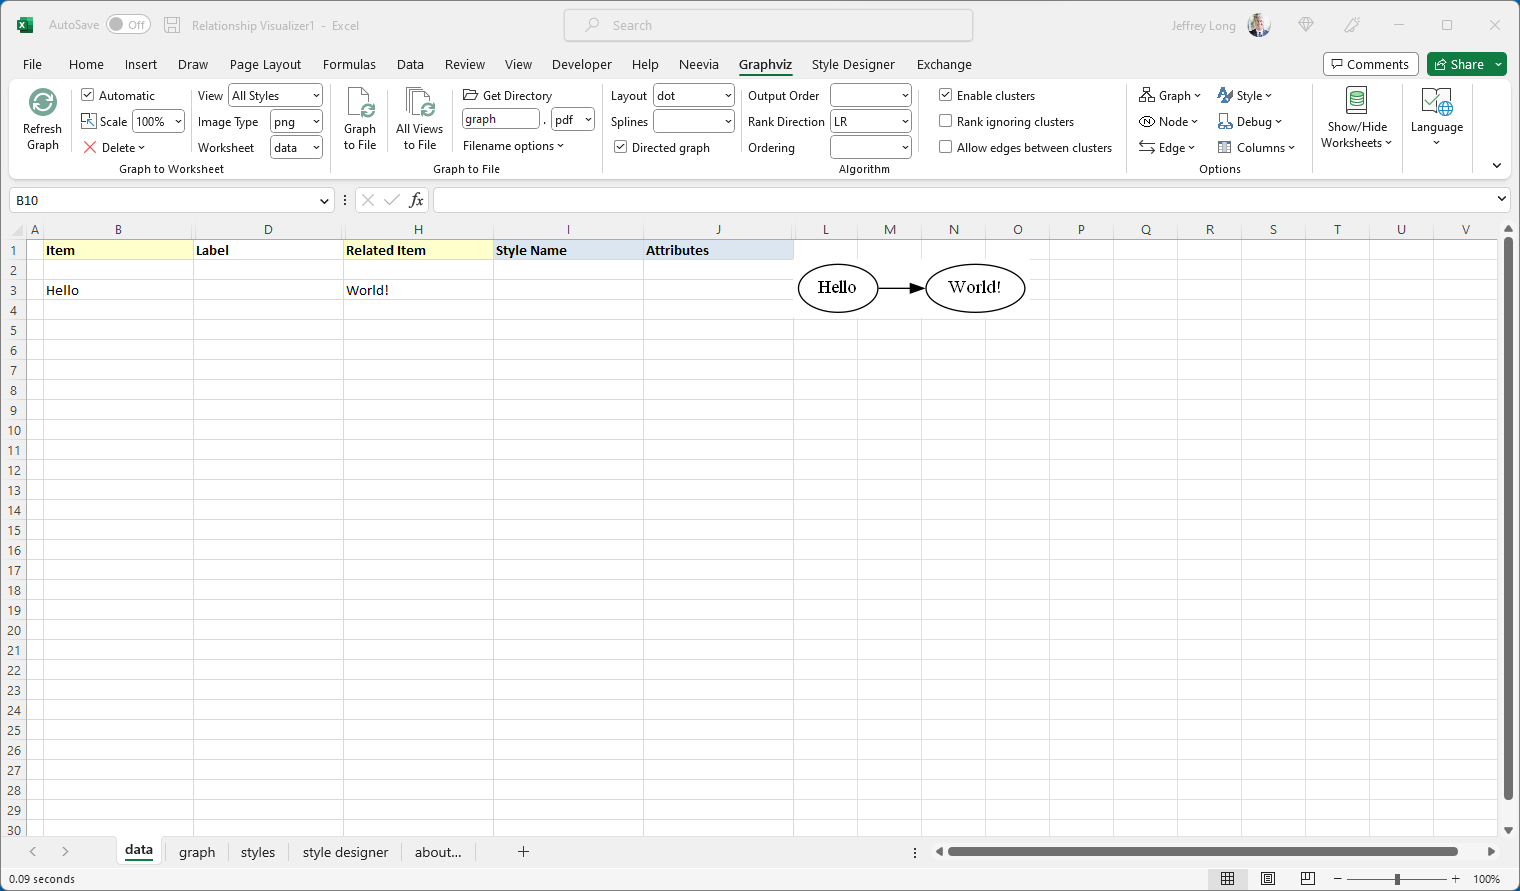 AutoSave Off Relationship Visualizer1 - Excel Search Jeffrey Long
File Home Insert Draw Page Layout Formulas Data Review View Developer Help Neevia Graphviz Style Designer Exchange Comments Share
Refresh Graph
Automatic
Scale 100%
Delete
View All Styles
Image Type png
Worksheet data
Graph to Worksheet
Graph to File
All Views to File
Get Directory
graph . pdf
Filename options
Graph to File
Layout dot
Splines
Directed graph
Output Order
Rank Direction LR
Ordering
Enable clusters
Rank ignoring clusters
Allow edges between clusters
Algorithm
Graph Style
Node Debug
Edge Columns
Options
Show/Hide Worksheets
Language
B10 fx
A B D H I J L M N O P Q R S T U V
1 Item Label Related Item Style Name Attributes
2
3 Hello World! Hello World!
4
5
6
7
8
9
10
11
12
13
14
15
16
17
18
19
20
21
22
23
24
25
26
27
28
29
30
data graph styles style designer about... +
0.09 seconds 100%